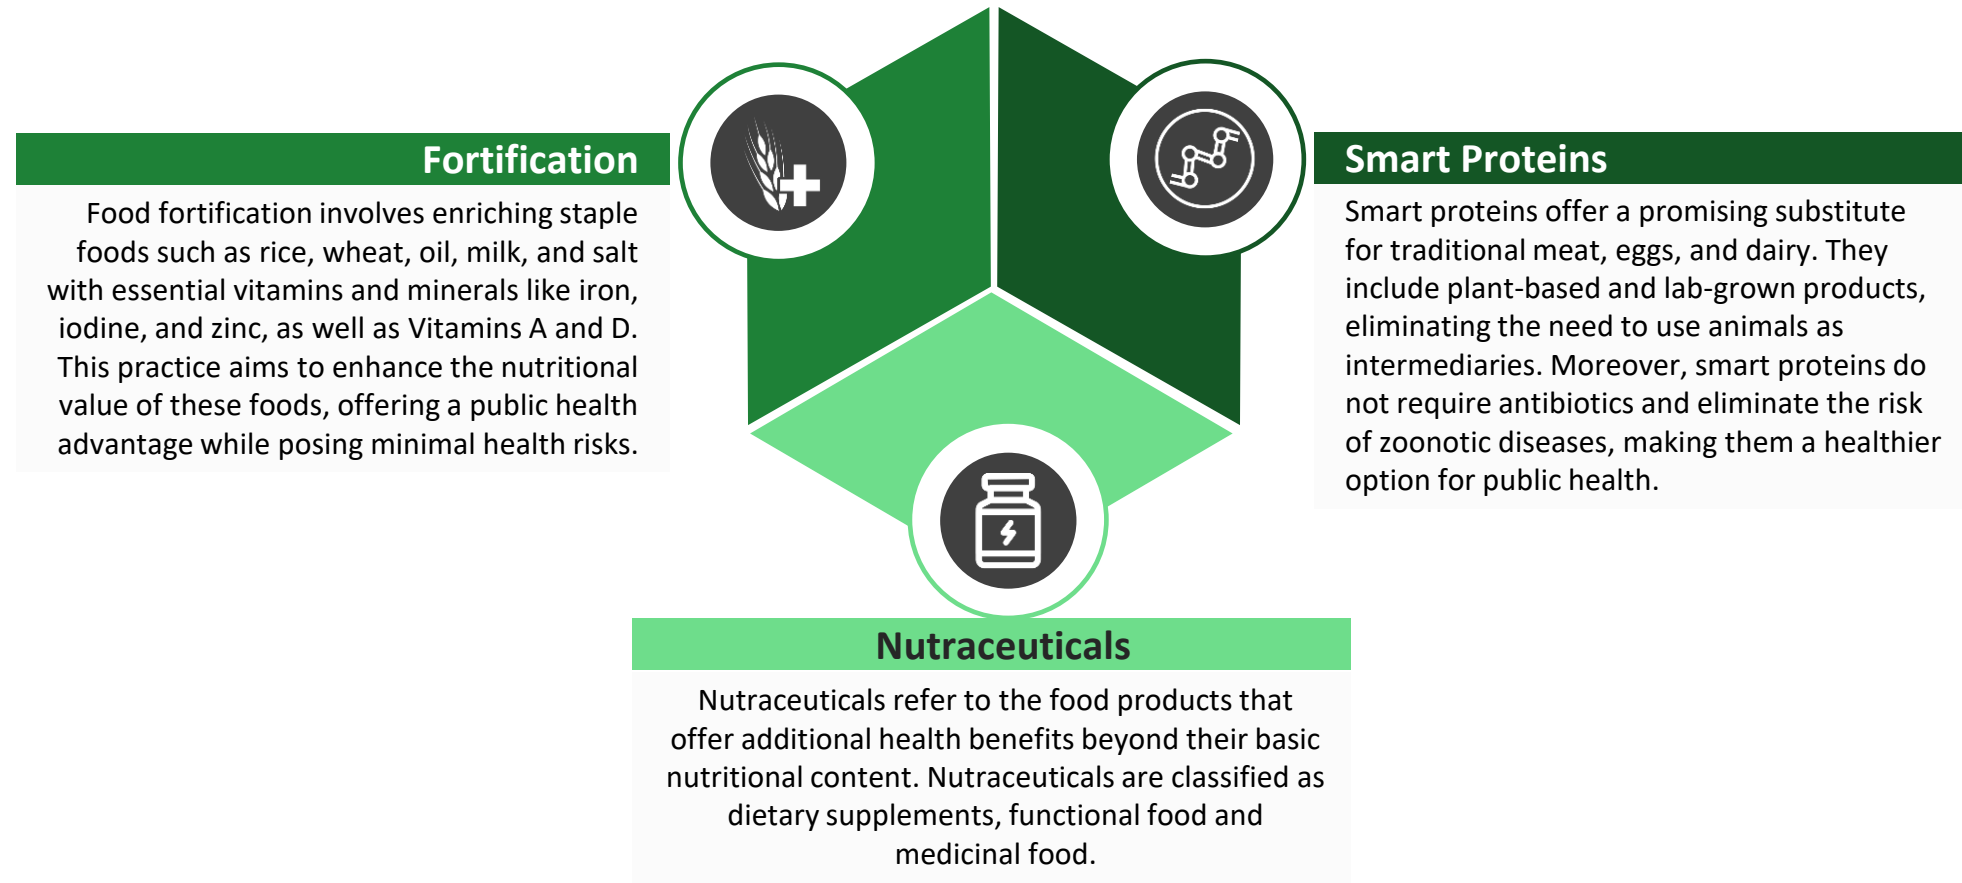 Fortification
Food fortification involves enriching staple
foods such as rice, wheat, oil, milk, and salt
with essential vitamins and minerals like iron,
iodine, and zinc, as well as Vitamins A and D.
This practice aims to enhance the nutritional
value of these foods, offering a public health
advantage while posing minimal health risks.
Smart Proteins
Smart proteins offer a promising substitute
for traditional meat, eggs, and dairy. They
include plant-based and lab-grown products,
eliminating the need to use animals as
intermediaries. Moreover, smart proteins do
not require antibiotics and eliminate the risk
of zoonotic diseases, making them a healthier
option for public health.
Nutraceuticals
Nutraceuticals refer to the food products that
offer additional health benefits beyond their basic
nutritional content. Nutraceuticals are classified as
dietary supplements, functional food and
medicinal food.